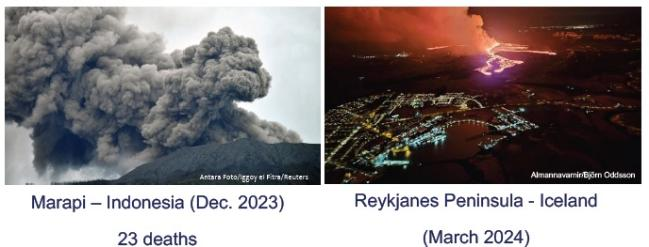 Antara Foto/Iggoy el Fitra/Reuters
Almannavarnir/Björn Oddsson
Marapi – Indonesia (Dec. 2023)
23 deaths
Reykjanes Peninsula - Iceland
(March 2024)